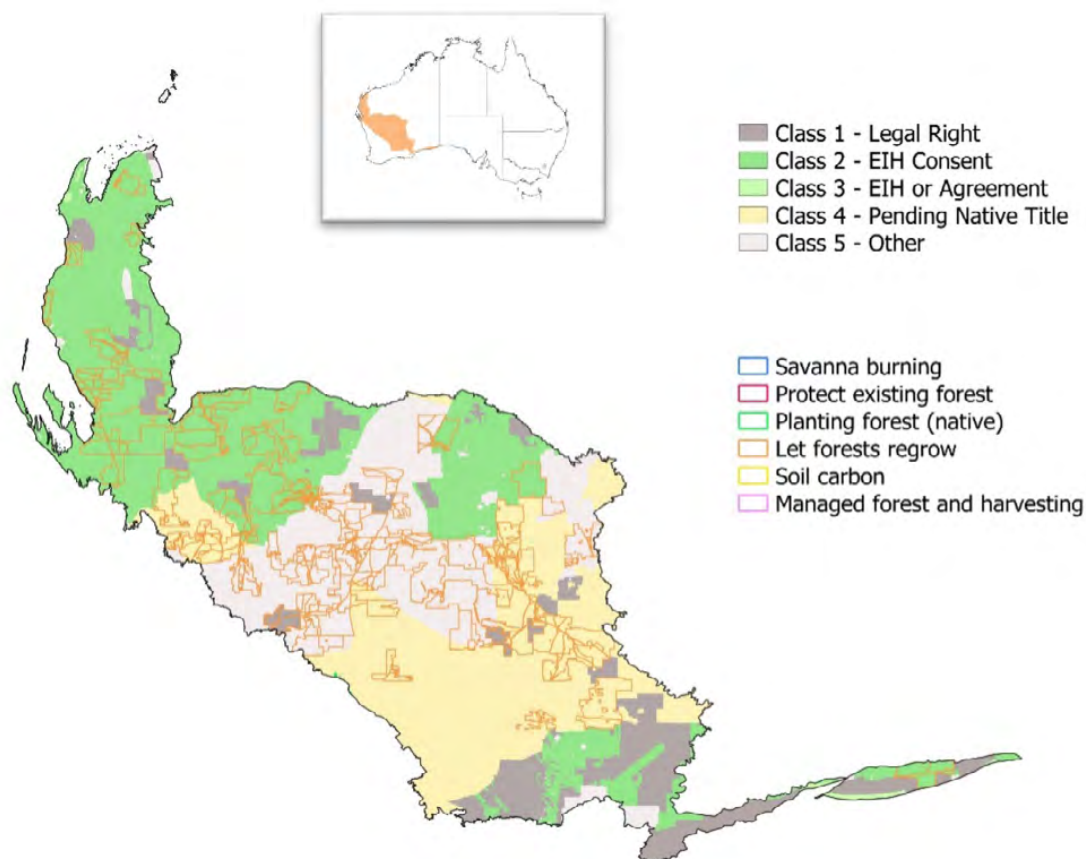 Class 1 - Legal Right
Class 2 - EIH Consent
Class 3 - EIH or Agreement
Class 4 - Pending Native Title
Class 5 - Other
Savanna burning
Protect existing forest
Planting forest (native)
Let forests regrow
Soil carbon
Managed forest and harvesting